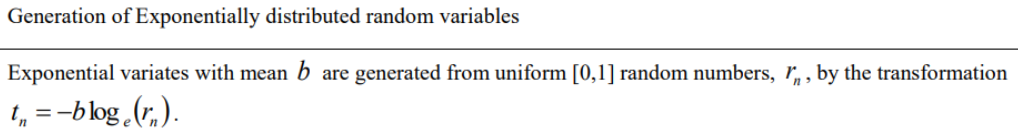 Generation of Exponentially distributed random variables
Exponential variates with mean b are generated from uniform [0,1] random numbers, rₙ, by the transformation
tₙ = −b logₑ(rₙ).